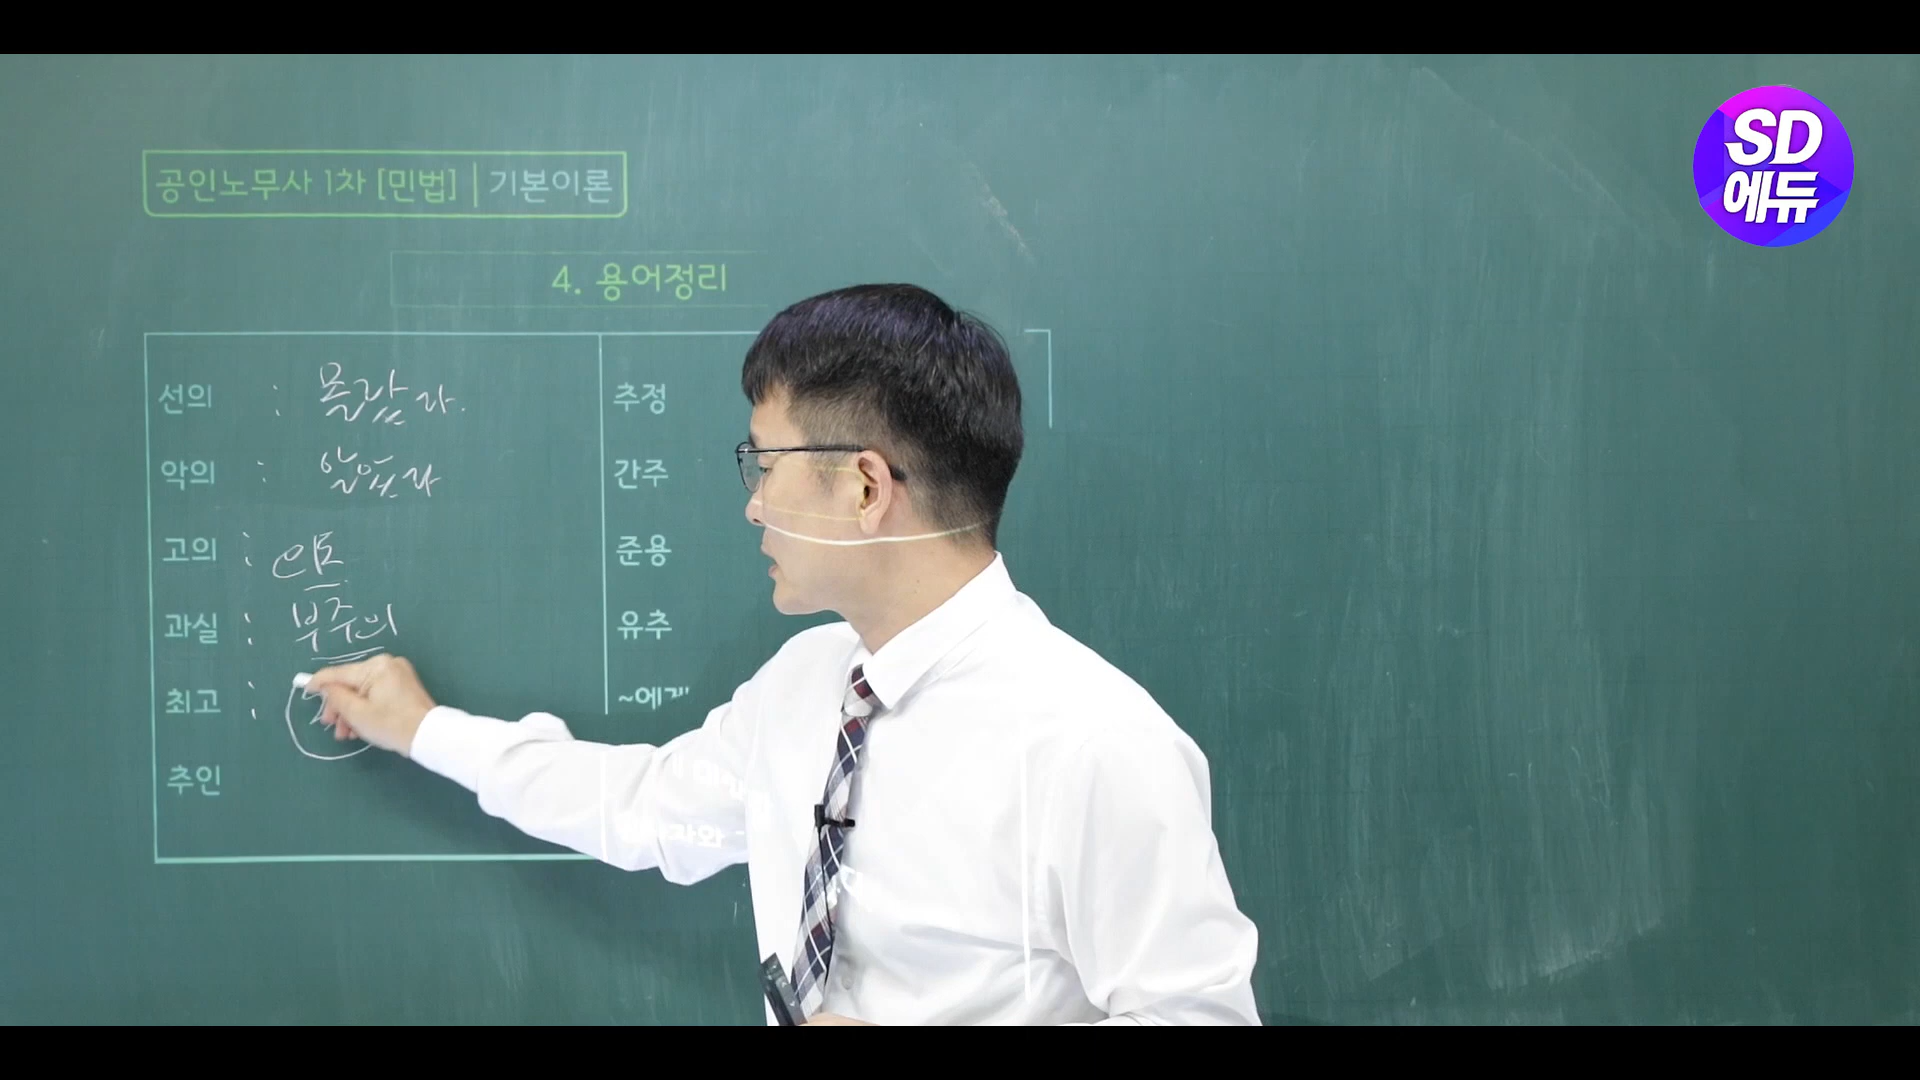 SD
에듀
공인노무사 1차 [민법] | 기본이론
4. 용어정리
선의 : 몰랐다.
악의 : 알았다
고의 : 의도
과실 : 부주의
최고 :
추인
추정
간주
준용
유추
~에게